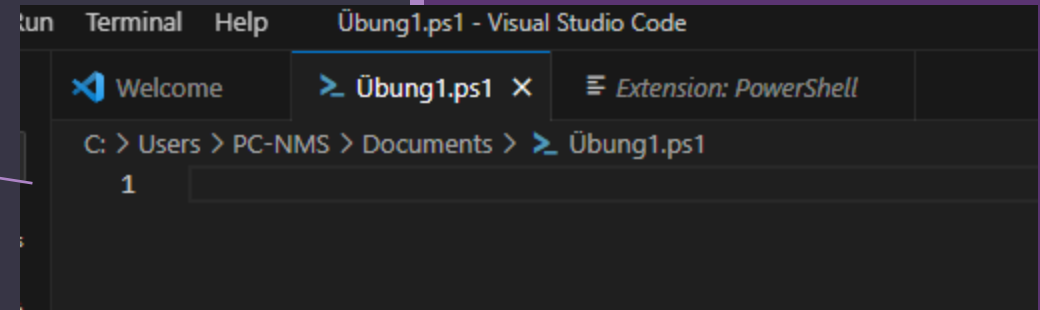 Run Terminal Help Übung1.ps1 - Visual Studio Code
Welcome Übung1.ps1 Extension: PowerShell
C: > Users > PC-NMS > Documents > Übung1.ps1
1